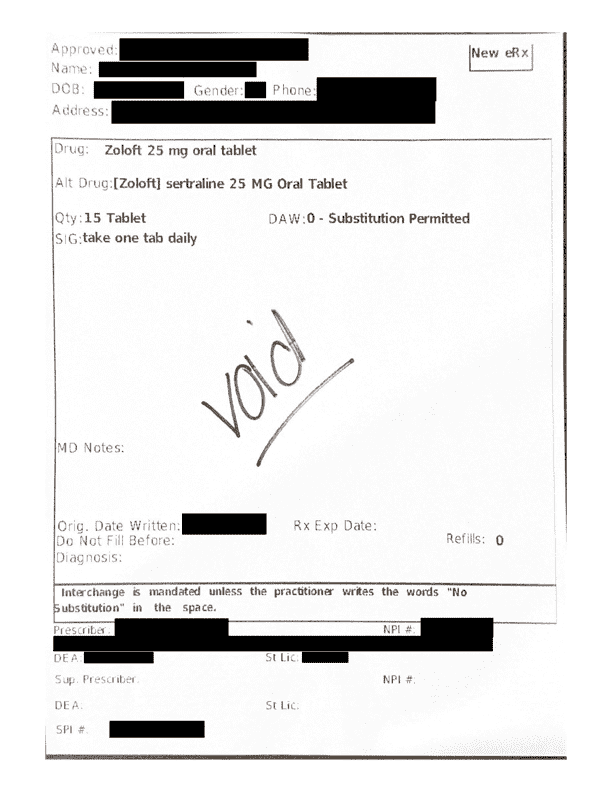 Approved:
New eRx
Name:
DOB: Gender: Phone:
Address:
Drug: Zoloft 25 mg oral tablet
Alt Drug:[Zoloft] sertraline 25 MG Oral Tablet
Qty:15 Tablet DAW:0 - Substitution Permitted
SIG:take one tab daily
void
MD Notes:
Orig. Date Written: Rx Exp Date:
Do Not Fill Before: Refills: 0
Diagnosis:
Interchange is mandated unless the practitioner writes the words "No
Substitution" in the space.
Prescriber: NPI #:
DEA: St Lic:
Sup. Prescriber: NPI #:
DEA: St Lic:
SPI #: